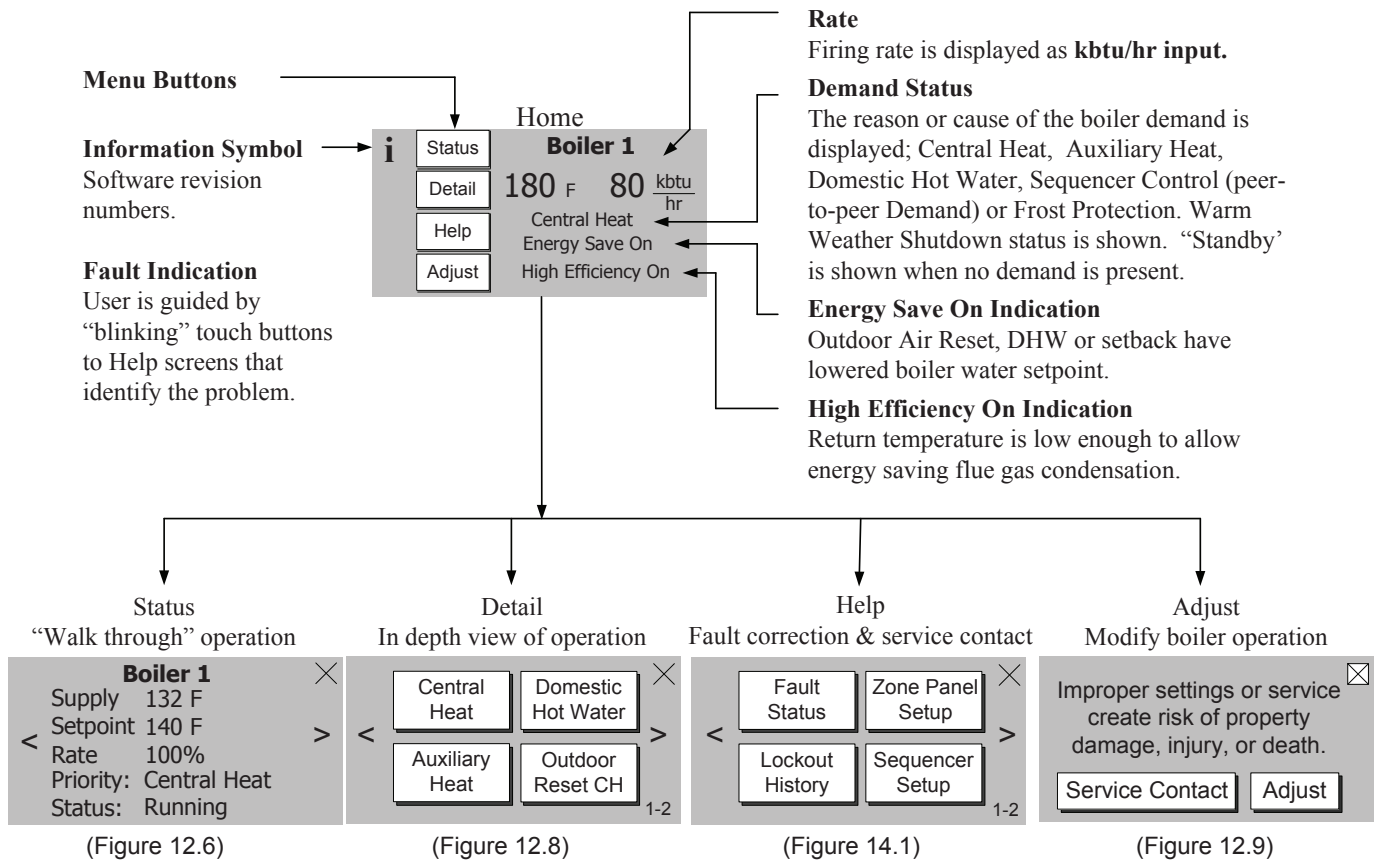 Menu Buttons
Information Symbol
Software revision
numbers.
Fault Indication
User is guided by
“blinking” touch buttons
to Help screens that
identify the problem.
Home
i
Status
Detail
Help
Adjust
Boiler 1
180 F 80 kbtu
hr
Central Heat
Energy Save On
High Efficiency On
Rate
Firing rate is displayed as kbtu/hr input.
Demand Status
The reason or cause of the boiler demand is
displayed; Central Heat, Auxiliary Heat,
Domestic Hot Water, Sequencer Control (peer-
to-peer Demand) or Frost Protection. Warm
Weather Shutdown status is shown. “Standby’
is shown when no demand is present.
Energy Save On Indication
Outdoor Air Reset, DHW or setback have
lowered boiler water setpoint.
High Efficiency On Indication
Return temperature is low enough to allow
energy saving flue gas condensation.
Status
“Walk through” operation
Boiler 1
Supply 132 F
Setpoint 140 F
Rate 100%
Priority: Central Heat
Status: Running
< >
(Figure 12.6)
Detail
In depth view of operation
Central
Heat
Domestic
Hot Water
Auxiliary
Heat
Outdoor
Reset CH
< >
1-2
(Figure 12.8)
Help
Fault correction & service contact
Fault
Status
Zone Panel
Setup
Lockout
History
Sequencer
Setup
< >
1-2
(Figure 14.1)
Adjust
Modify boiler operation
Improper settings or service
create risk of property
damage, injury, or death.
Service Contact
Adjust
(Figure 12.9)